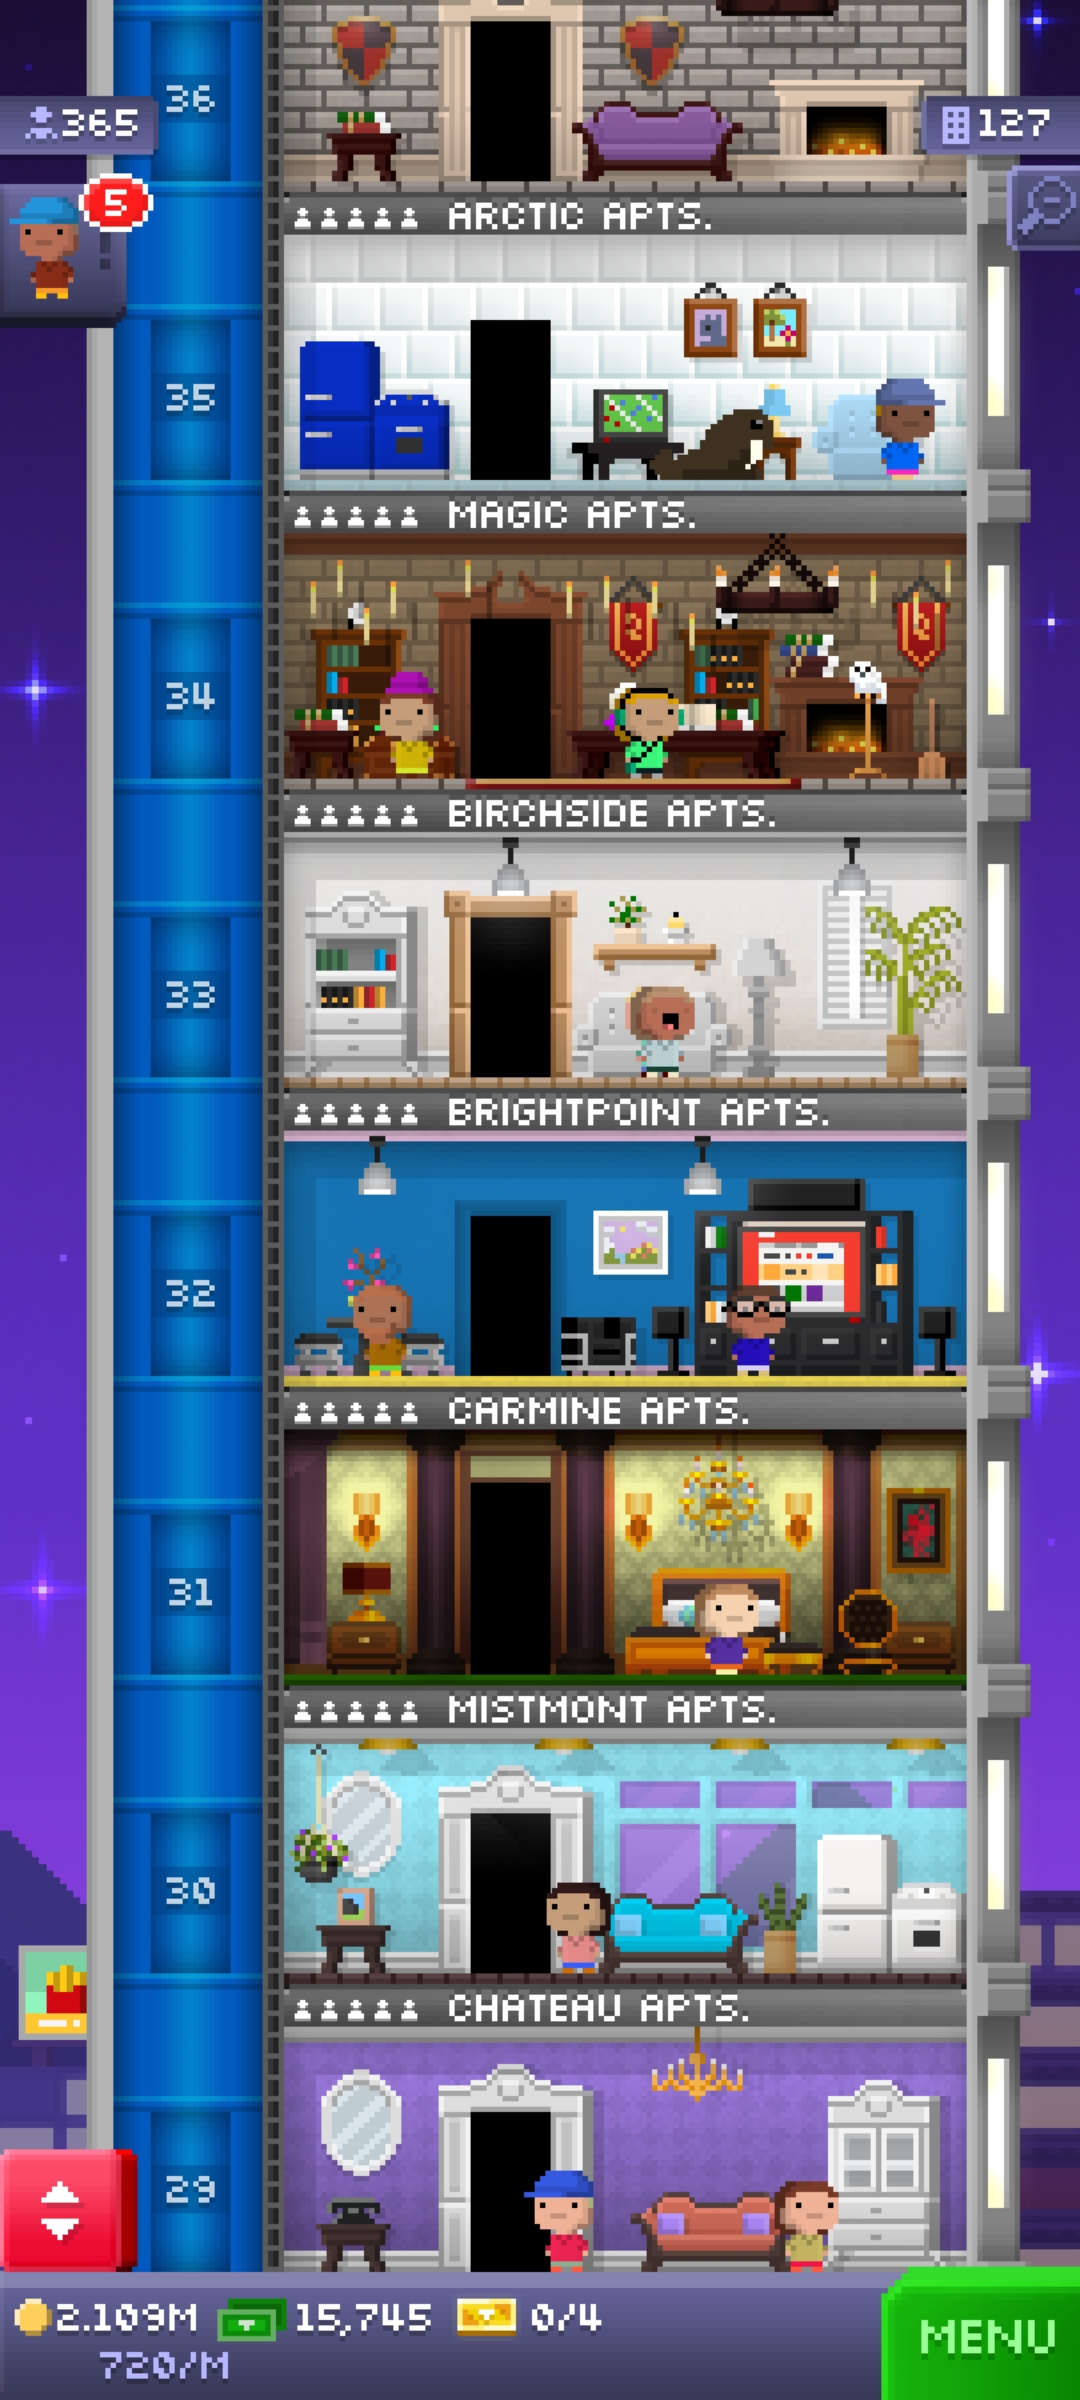 36
365
127
5
ARCTIC APTS.
35
MAGIC APTS.
34
BIRCHSIDE APTS.
33
BRIGHTPOINT APTS.
32
CARMINE APTS.
31
MISTMONT APTS.
30
CHATEAU APTS.
29
2.109M 15,745 0/4
720/M
MENU